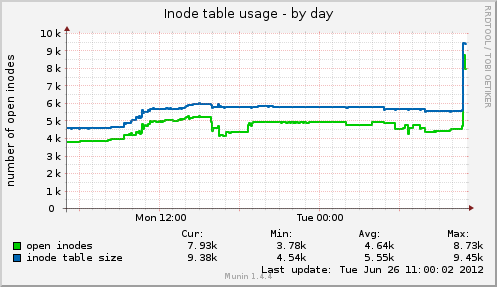 Inode table usage - by day
RRDTOOL / TOBI OETIKER
number of open inodes
10 k
9 k
8 k
7 k
6 k
5 k
4 k
3 k
2 k
1 k
0
Mon 12:00 Tue 00:00
Cur: Min: Avg: Max:
open inodes 7.93k 3.78k 4.64k 8.73k
inode table size 9.38k 4.54k 5.55k 9.45k
Last update: Tue Jun 26 11:00:02 2012
Munin 1.4.4